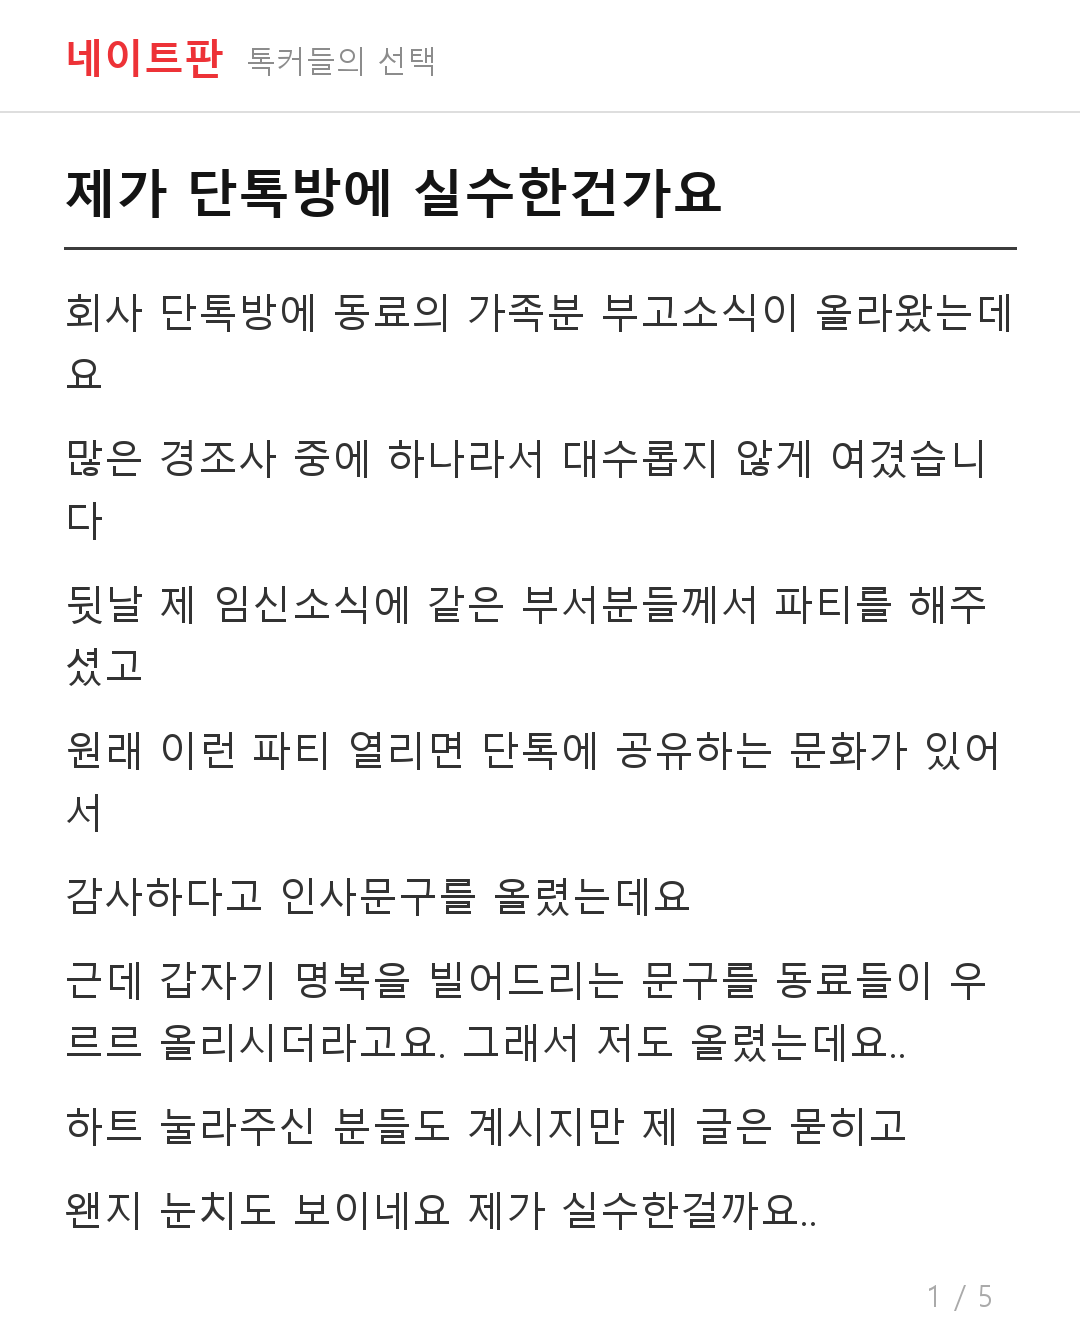 네이트판 톡커들의 선택
제가 단톡방에 실수한건가요
회사 단톡방에 동료의 가족분 부고소식이 올라왔는데
요
많은 경조사 중에 하나라서 대수롭지 않게 여겼습니
다
뒷날 제 임신소식에 같은 부서분들께서 파티를 해주
셨고
원래 이런 파티 열리면 단톡에 공유하는 문화가 있어
서
감사하다고 인사문구를 올렸는데요
근데 갑자기 명복을 빌어드리는 문구를 동료들이 우
르르 올리시더라고요. 그래서 저도 올렸는데요..
하트 눌라주신 분들도 계시지만 제 글은 묻히고
왠지 눈치도 보이네요 제가 실수한걸까요..
1 / 5